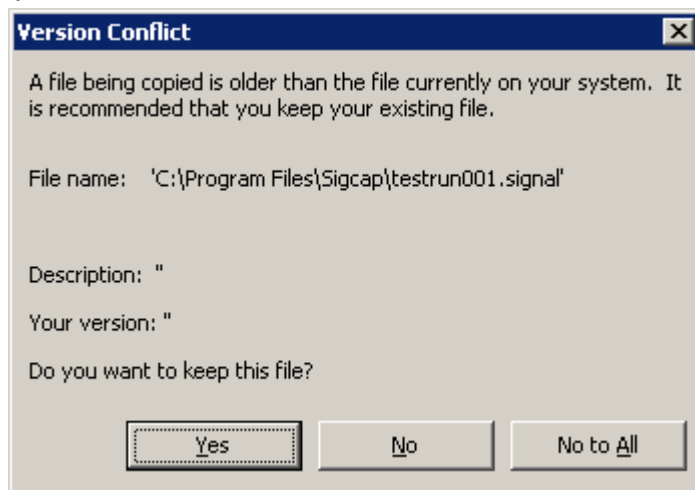 Version Conflict
A file being copied is older than the file currently on your system. It
is recommended that you keep your existing file.
File name: 'C:\Program Files\Sigcap\testrun001.signal'
Description: ''
Your version: ''
Do you want to keep this file?
Yes No No to All